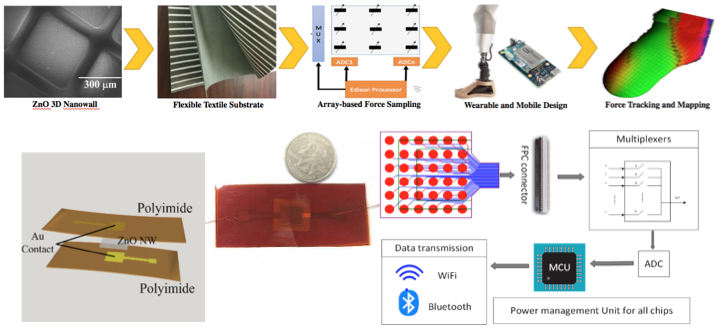 300 μm
M
U
X
ADC1
ADCn
Edison Processor
ZnO 3D Nanowall
Flexible Textile Substrate
Array-based Force Sampling
Wearable and Mobile Design
Force Tracking and Mapping
Polyimide
Au
Contact
ZnO NW
Polyimide
FPC connector
Multiplexers
Data transmission
WiFi
Bluetooth
MCU
ADC
Power management Unit for all chips